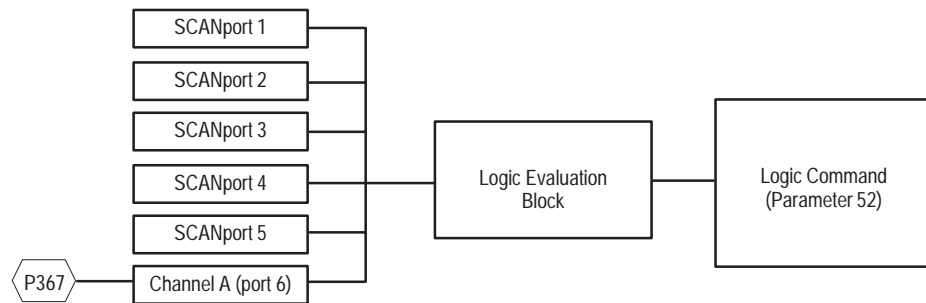 SCANport 1
SCANport 2
SCANport 3
SCANport 4
SCANport 5
P367
Channel A (port 6)
Logic Evaluation
Block
Logic Command
(Parameter 52)